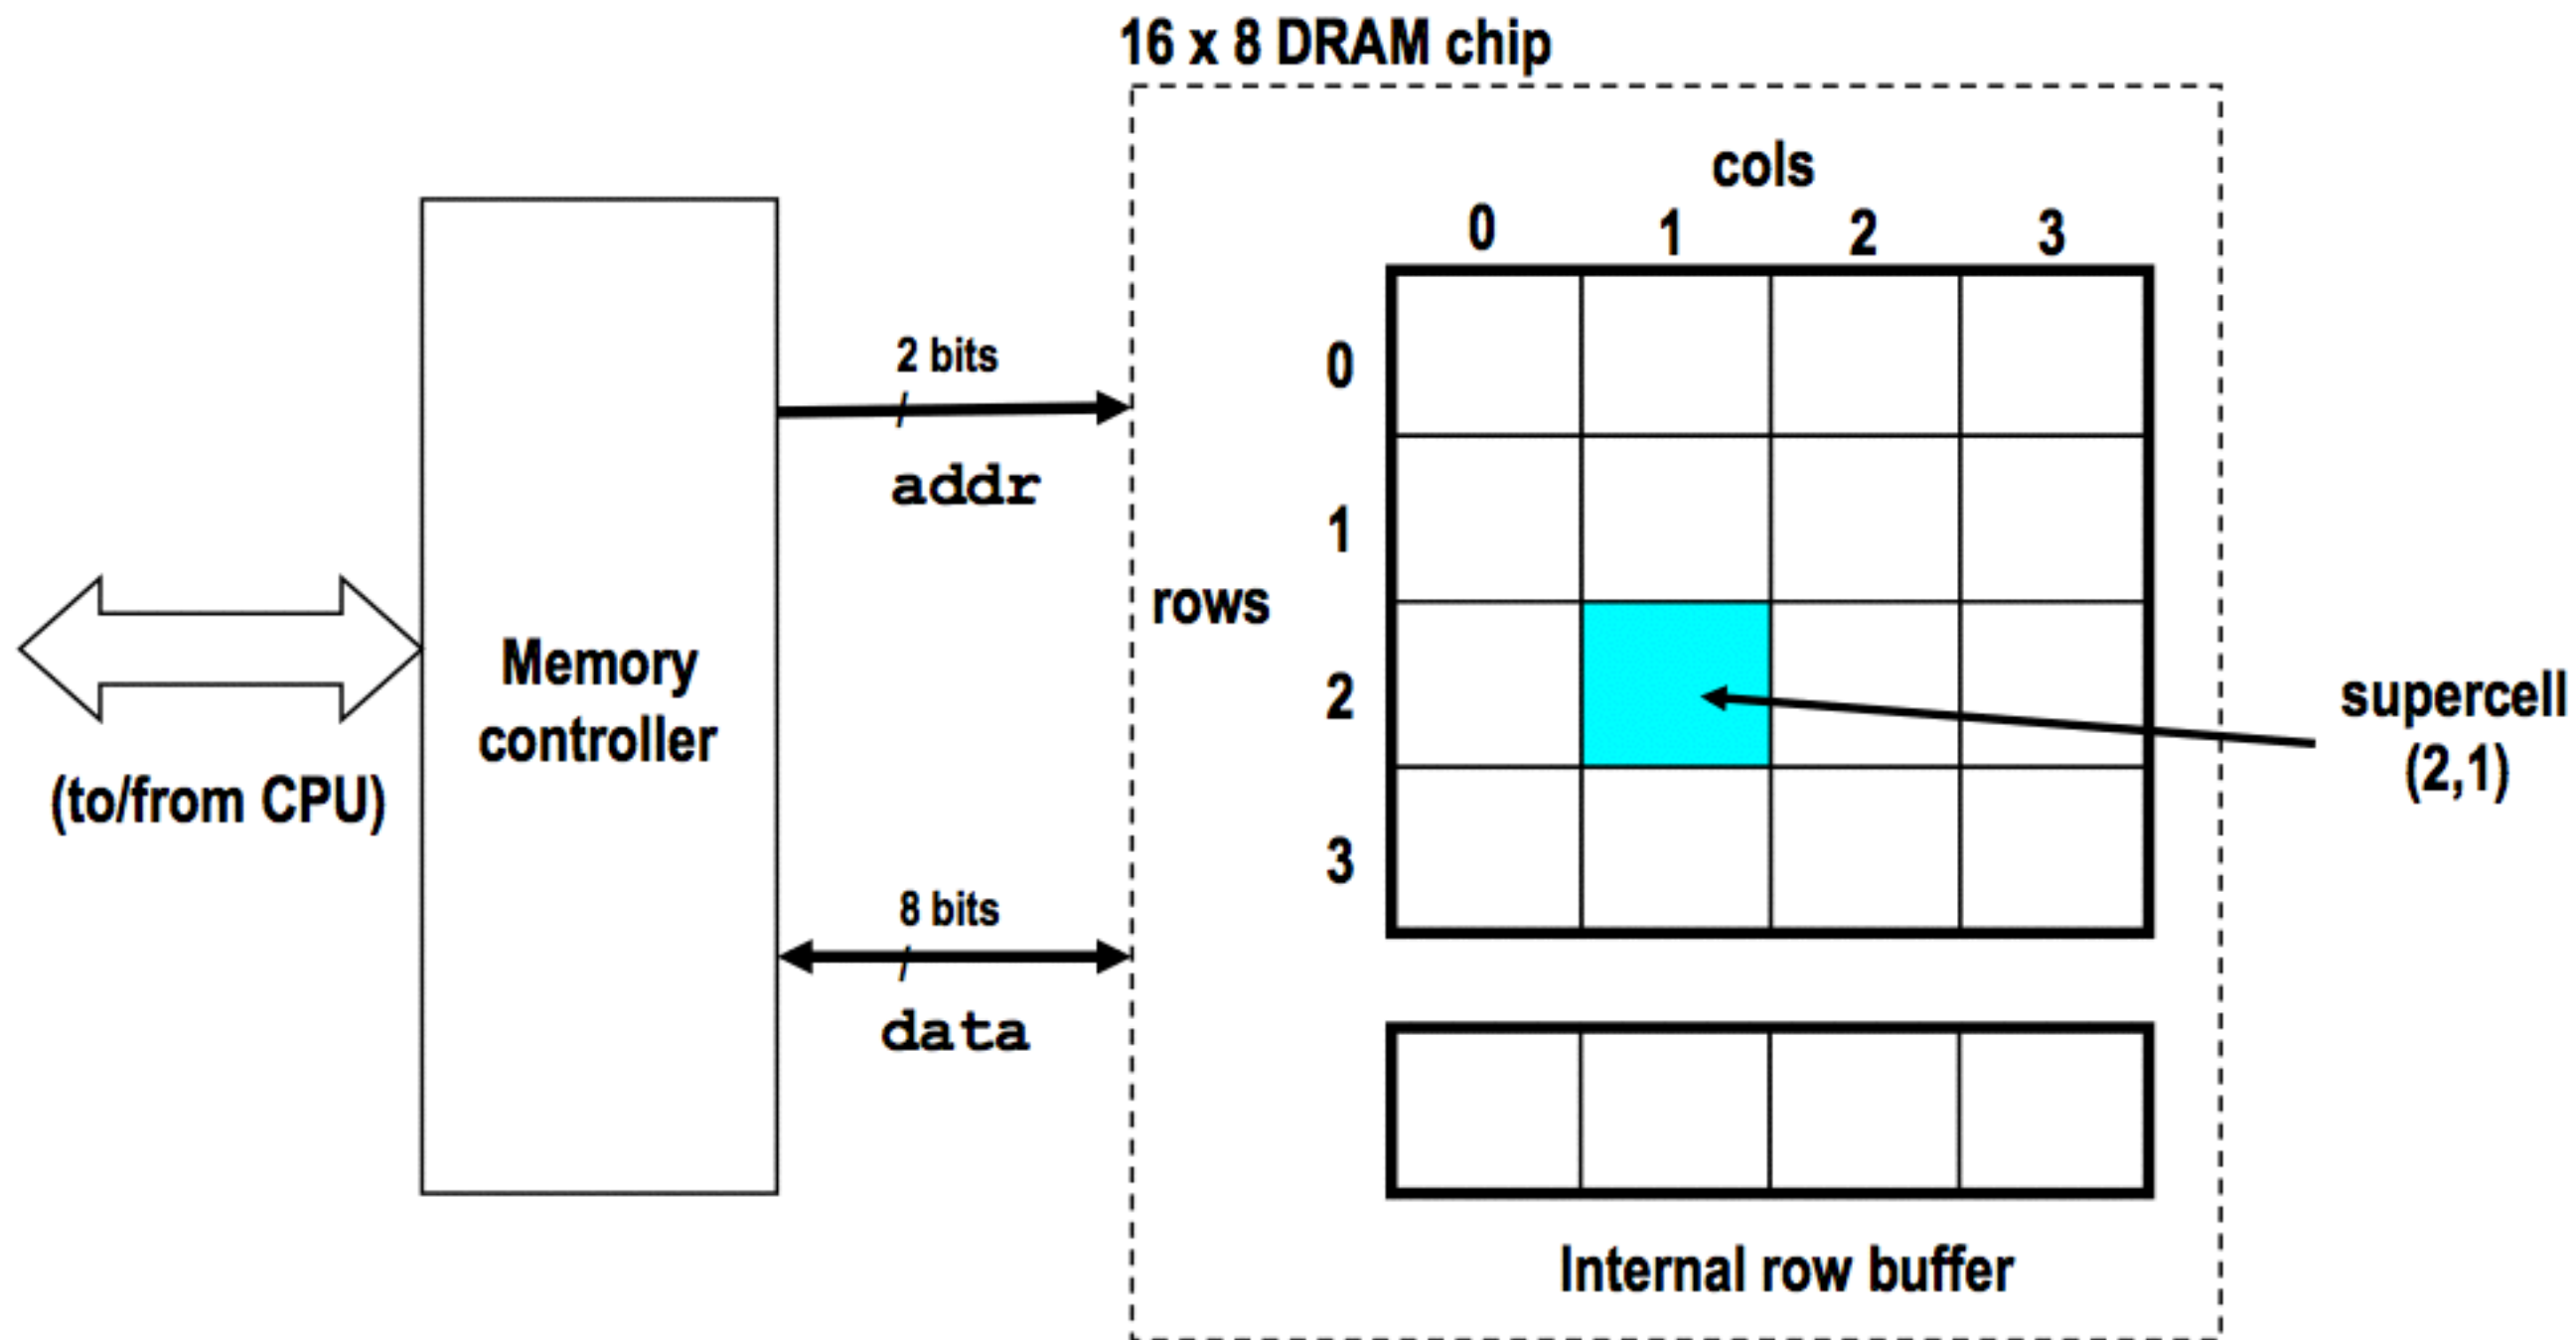 16 x 8 DRAM chip
cols
0 1 2 3
2 bits
0
addr
1
rows
Memory
controller
2
supercell
(2,1)
(to/from CPU)
3
8 bits
data
Internal row buffer